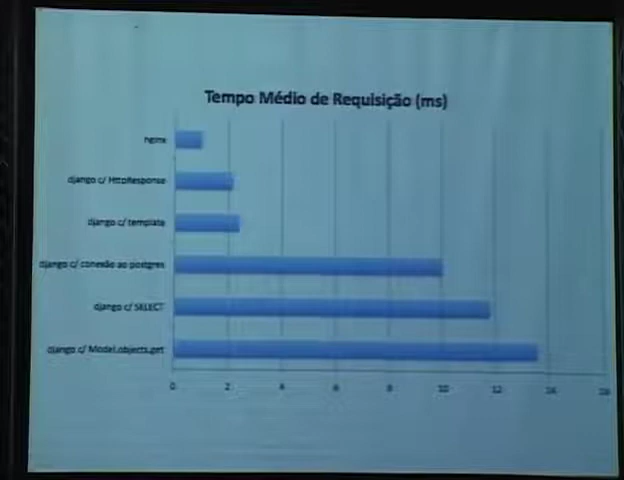 Tempo Médio de Requisição (ms)
nginx
django c/ HttpResponse
django c/ template
django c/ conexão ao postgres
django c/ SELECT
django c/ Model.objects.get
0 2 4 6 8 10 12 14 16